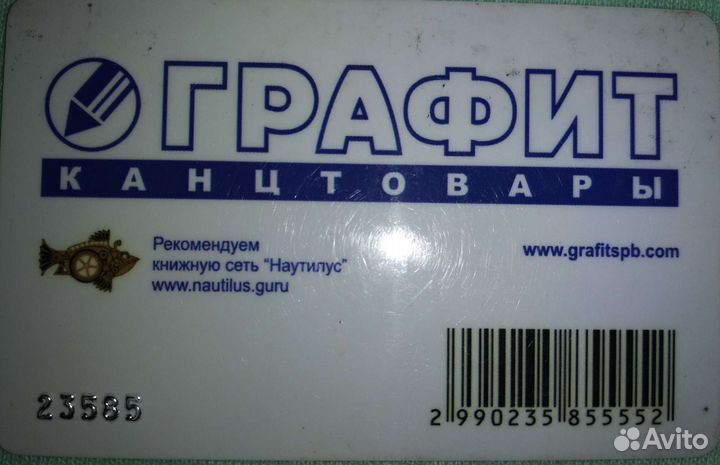 ГРАФИТ
КАНЦТОВАРЫ
Рекомендуем
книжную сеть "Наутилус"
www.nautilus.guru
www.grafitspb.com
23585
2 990235 855552
Avito